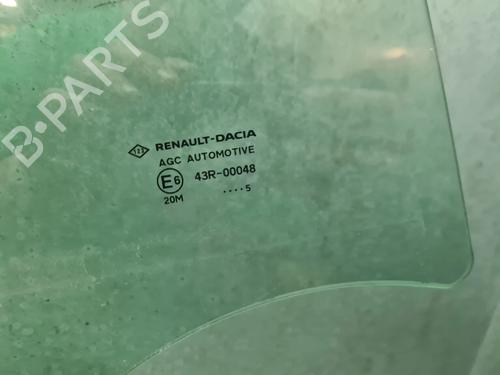 B-PARTS
RENAULT-DACIA
AGC AUTOMOTIVE
E6 43R-00048
20M ....5